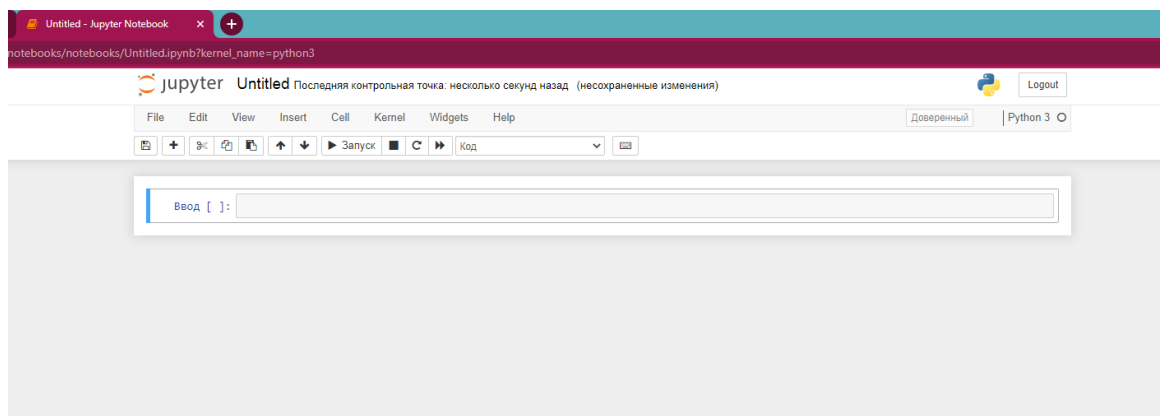 Untitled - Jupyter Notebook
notebooks/notebooks/Untitled.ipynb?kernel_name=python3
jupyter Untitled Последняя контрольная точка: несколько секунд назад (несохраненные изменения) Logout
File Edit View Insert Cell Kernel Widgets Help Доверенный Python 3
Запуск Код
Ввод [ ]: